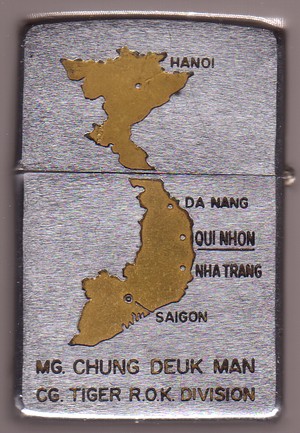 HANOI
DA NANG
QUI NHON
NHA TRANG
SAIGON
MG. CHUNG DEUK MAN
CG. TIGER R.O.K. DIVISION